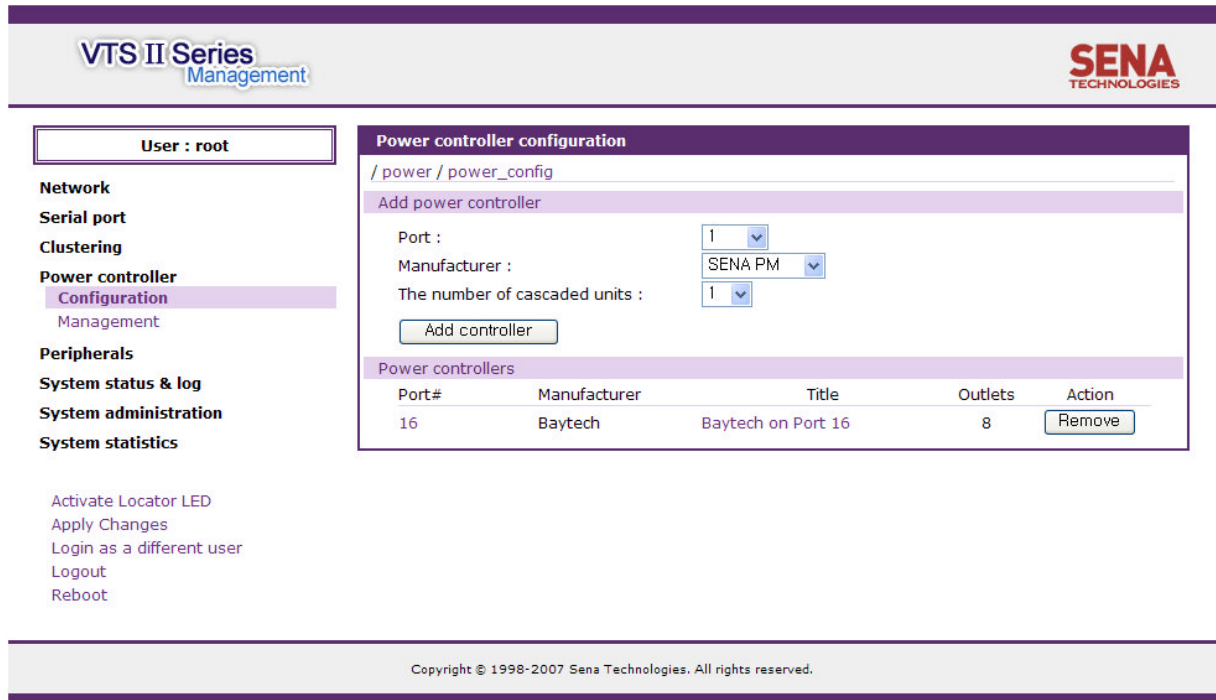 VTS II Series
Management
SENA
TECHNOLOGIES
User : root
Network
Serial port
Clustering
Power controller
Configuration
Management
Peripherals
System status & log
System administration
System statistics
Activate Locator LED
Apply Changes
Login as a different user
Logout
Reboot
Power controller configuration
/ power / power_config
Add power controller
Port : 1
Manufacturer : SENA PM
The number of cascaded units : 1
Add controller
Power controllers
Port# Manufacturer Title Outlets Action
16 Baytech Baytech on Port 16 8 Remove
Copyright © 1998-2007 Sena Technologies. All rights reserved.